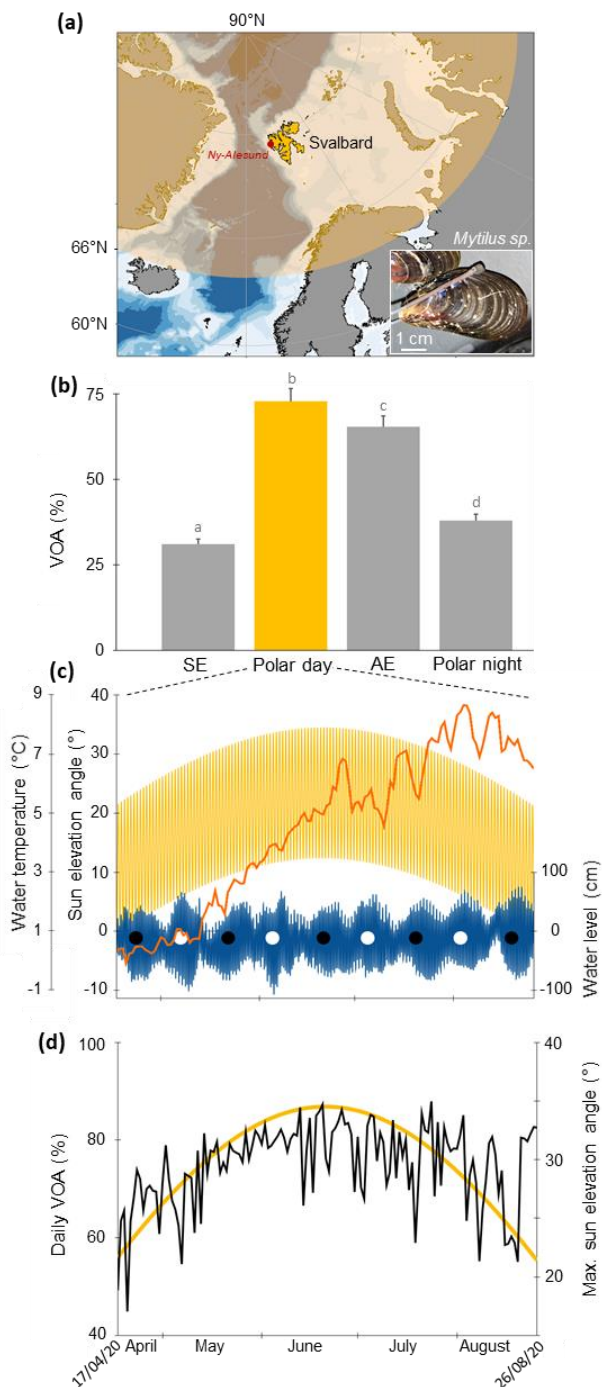 (a)
90°N
Svalbard
Ny-Alesund
66°N
60°N
Mytilus sp.
1 cm
(b)
VOA (%)
75
50
25
0
a
b
c
d
SE Polar day AE Polar night
(c)
Water temperature (°C)
9
7
5
3
1
-1
Sun elevation angle (°)
40
30
20
10
0
-10
100
0
-100
Water level (cm)
(d)
Daily VOA (%)
100
80
60
40
40
30
20
Max. sun elevation angle (°)
17/04/20 April May June July August 26/08/20